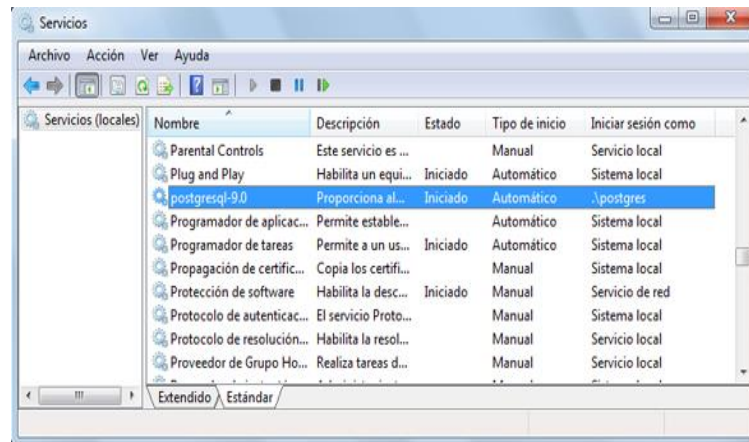 Servicios
Archivo Acción Ver Ayuda
Servicios (locales)
Nombre Descripción Estado Tipo de inicio Iniciar sesión como
Parental Controls Este servicio es ... Manual Servicio local
Plug and Play Habilita un equi... Iniciado Automático Sistema local
postgresql-9.0 Proporciona al... Iniciado Automático .\postgres
Programador de aplicac... Permite estable... Automático Sistema local
Programador de tareas Permite a un us... Iniciado Automático Sistema local
Propagación de certific... Copia los certifi... Manual Sistema local
Protección de software Habilita la desc... Iniciado Manual Servicio de red
Protocolo de autenticac... El servicio Proto... Manual Sistema local
Protocolo de resolución... Habilita la resol... Manual Servicio local
Proveedor de Grupo Ho... Realiza tareas d... Manual Servicio local
Extendido Estándar